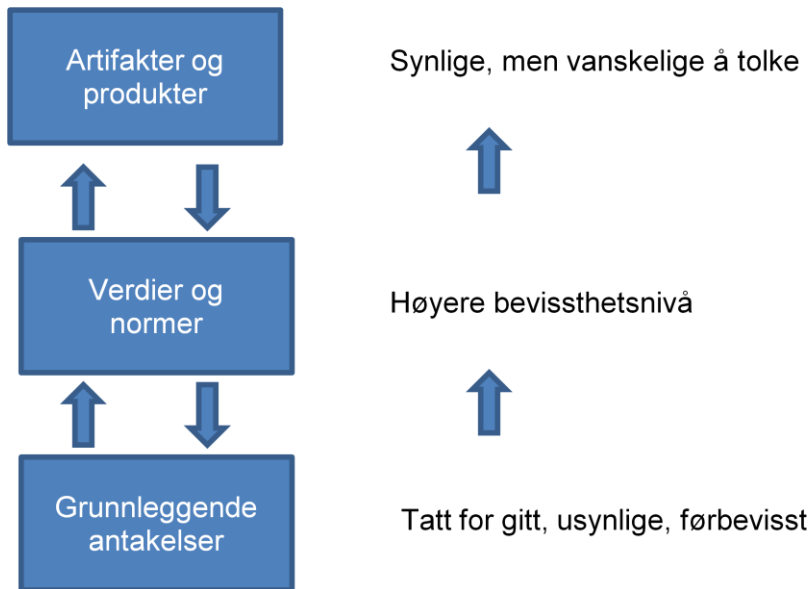 Artifakter og
produkter
Synlige, men vanskelige å tolke
Verdier og
normer
Høyere bevissthetsnivå
Grunnleggende
antakelser
Tatt for gitt, usynlige, førbevisst